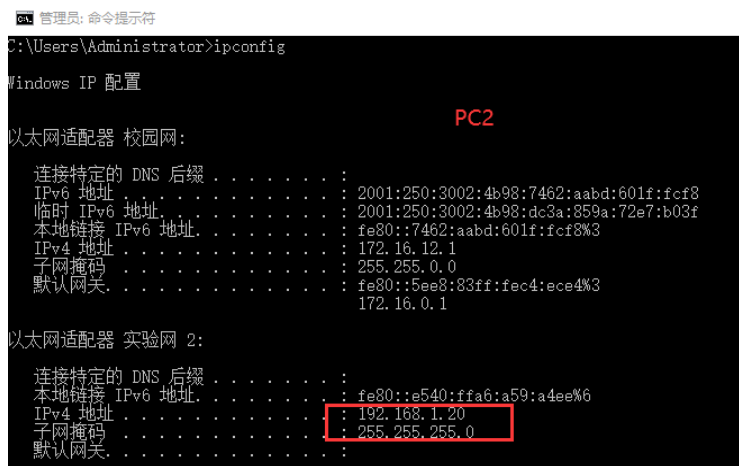 管理员: 命令提示符
C:\Users\Administrator>ipconfig
Windows IP 配置
PC2
以太网适配器 校园网:
连接特定的 DNS 后缀 . . . . . . . :
IPv6 地址 . . . . . . . . . . . . : 2001:250:3002:4b98:7462:aabd:601f:fcf8
临时 IPv6 地址. . . . . . . . . . : 2001:250:3002:4b98:dc3a:859a:72e7:b03f
本地链接 IPv6 地址. . . . . . . . : fe80::7462:aabd:601f:fcf8%3
IPv4 地址 . . . . . . . . . . . . : 172.16.12.1
子网掩码 . . . . . . . . . . . . : 255.255.0.0
默认网关. . . . . . . . . . . . . : fe80::5ee8:83ff:fec4:ece4%3
172.16.0.1
以太网适配器 实验网 2:
连接特定的 DNS 后缀 . . . . . . . :
本地链接 IPv6 地址. . . . . . . . : fe80::e540:ffa6:a59:a4ee%6
IPv4 地址 . . . . . . . . . . . . : 192.168.1.20
子网掩码 . . . . . . . . . . . . : 255.255.255.0
默认网关. . . . . . . . . . . . . :